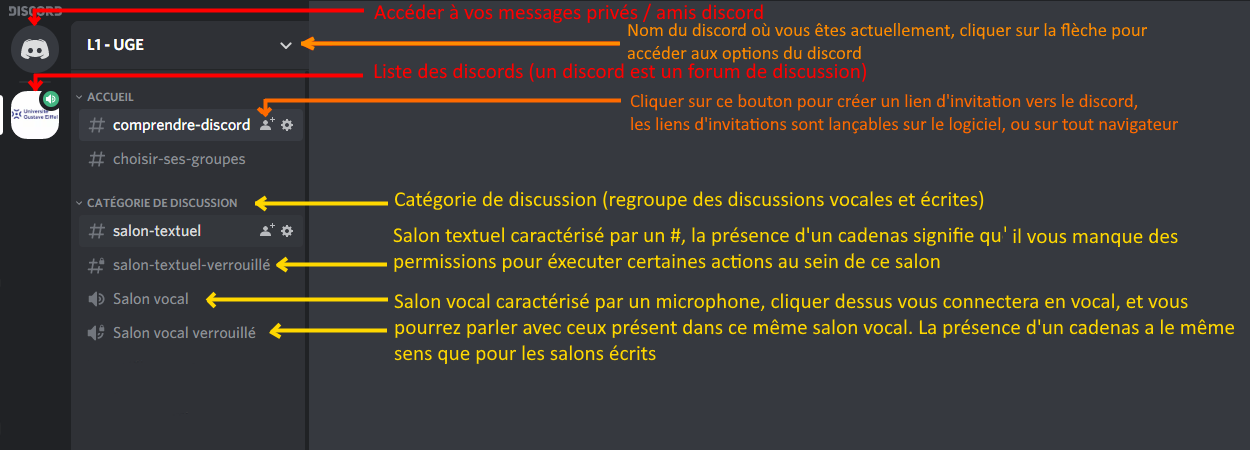 DISCORD
Accéder à vos messages privés / amis discord
L1 - UGE
Nom du discord où vous êtes actuellement, cliquer sur la flèche pour
accéder aux options du discord
Liste des discords (un discord est un forum de discussion)
Université
Gustave Eiffel
ACCUEIL
# comprendre-discord
Cliquer sur ce bouton pour créer un lien d'invitation vers le discord,
les liens d'invitations sont lançables sur le logiciel, ou sur tout navigateur
# choisir-ses-groupes
CATÉGORIE DE DISCUSSION
Catégorie de discussion (regroupe des discussions vocales et écrites)
# salon-textuel
Salon textuel caractérisé par un #, la présence d'un cadenas signifie qu' il vous manque des
permissions pour éxecuter certaines actions au sein de ce salon
# salon-textuel-verrouillé
Salon vocal
Salon vocal caractérisé par un microphone, cliquer dessus vous connectera en vocal, et vous
pourrez parler avec ceux présent dans ce même salon vocal. La présence d'un cadenas a le même
sens que pour les salons écrits
Salon vocal verrouillé